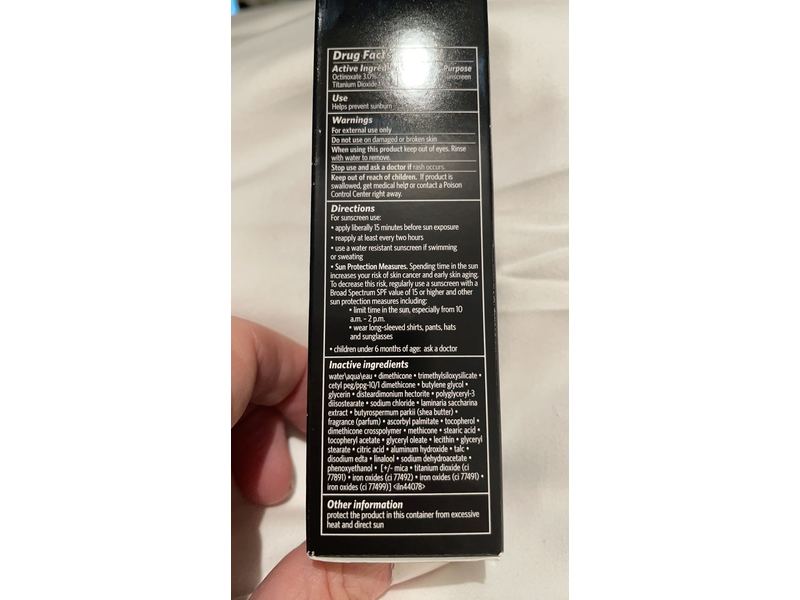 Drug Facts
Active Ingredi Purpose
Octinoxate 3.0% Sunscreen
Titanium Dioxide
Use
Helps prevent sunburn
Warnings
For external use only
Do not use on damaged or broken skin
When using this product keep out of eyes. Rinse
with water to remove.
Stop use and ask a doctor if rash occurs.
Keep out of reach of children. If product is
swallowed, get medical help or contact a Poison
Control Center right away.
Directions
For sunscreen use:
• apply liberally 15 minutes before sun exposure
• reapply at least every two hours
• use a water resistant sunscreen if swimming
or sweating
• Sun Protection Measures. Spending time in the sun
increases your risk of skin cancer and early skin aging.
To decrease this risk, regularly use a sunscreen with a
Broad Spectrum SPF value of 15 or higher and other
sun protection measures including:
• limit time in the sun, especially from 10
a.m. – 2 p.m.
• wear long-sleeved shirts, pants, hats
and sunglasses
• children under 6 months of age: ask a doctor
Inactive ingredients
water\aqua\eau • dimethicone • trimethylsiloxysilicate •
cetyl peg/ppg-10/1 dimethicone • butylene glycol •
glycerin • disteardimonium hectorite • polyglyceryl-3
diisostearate • sodium chloride • laminaria saccharina
extract • butyrospermum parkii (shea butter) •
fragrance (parfum) • ascorbyl palmitate • tocopherol •
dimethicone crosspolymer • methicone • stearic acid •
tocopheryl acetate • glyceryl oleate • lecithin • glyceryl
stearate • citric acid • aluminum hydroxide • talc •
disodium edta • linalool • sodium dehydroacetate •
phenoxyethanol • [+/- mica • titanium dioxide (ci
77891) • iron oxides (ci 77492) • iron oxides (ci 77491) •
iron oxides (ci 77499)] <iln44078>
Other information
protect the product in this container from excessive
heat and direct sun